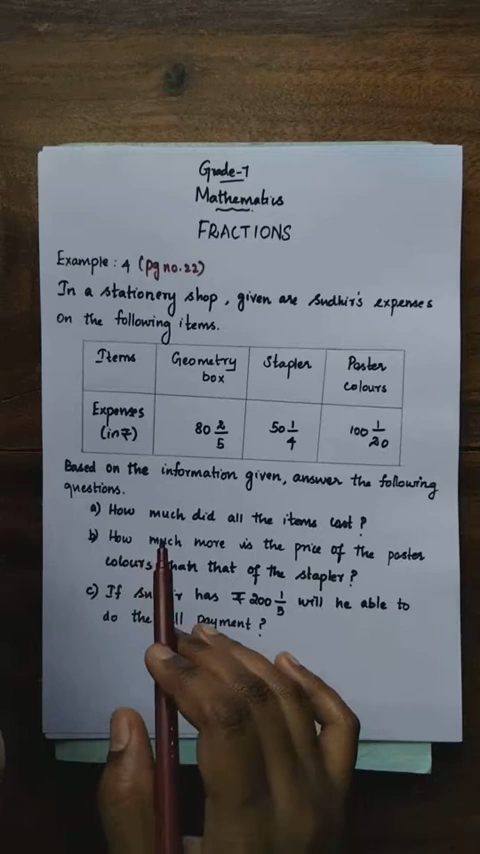 Grade-7
Mathematics
FRACTIONS
Example: 4 (pg no.22)
In a stationery shop, given are Sudhir's expenses
on the following items.
Items Geometry box Stapler Poster colours
Expenses (in ₹) 80 2/5 50 1/4 100 1/20
Based on the information given, answer the following
questions.
a) How much did all the items cost?
b) How much more is the price of the poster
colours than that of the stapler?
c) If has ₹200 1/5 will he able to
do the payment?